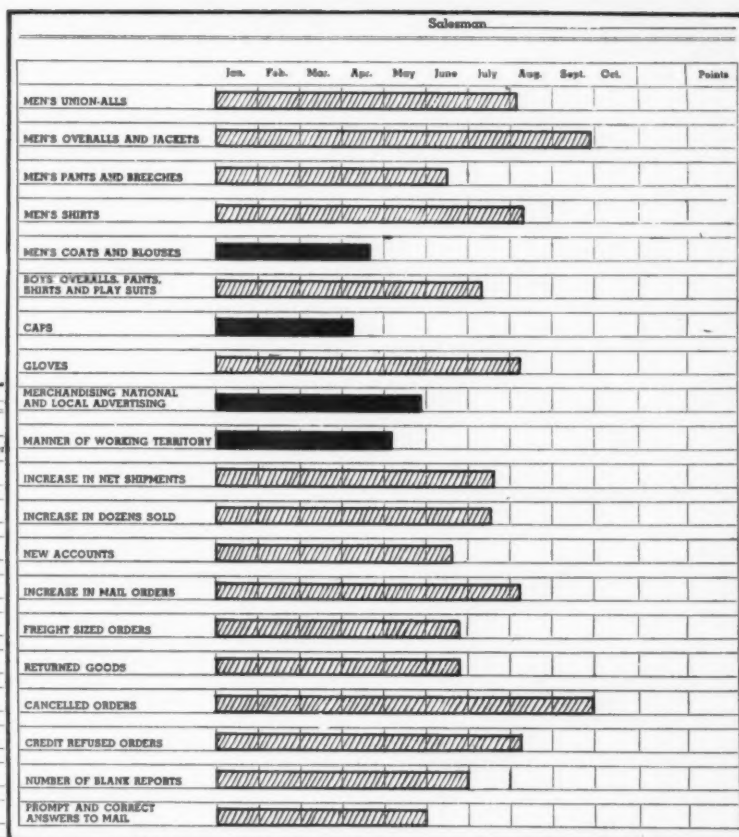 Salesman
Jan. Feb. Mar. Apr. May June July Aug. Sept. Oct. Points
MEN'S UNION-ALLS
MEN'S OVERALLS AND JACKETS
MEN'S PANTS AND BREECHES
MEN'S SHIRTS
MEN'S COATS AND BLOUSES
BOYS' OVERALLS, PANTS,
SHIRTS AND PLAY SUITS
CAPS
GLOVES
MERCHANDISING NATIONAL
AND LOCAL ADVERTISING
MANNER OF WORKING TERRITORY
INCREASE IN NET SHIPMENTS
INCREASE IN DOZENS SOLD
NEW ACCOUNTS
INCREASE IN MAIL ORDERS
FREIGHT SIZED ORDERS
RETURNED GOODS
CANCELLED ORDERS
CREDIT REFUSED ORDERS
NUMBER OF BLANK REPORTS
PROMPT AND CORRECT
ANSWERS TO MAIL